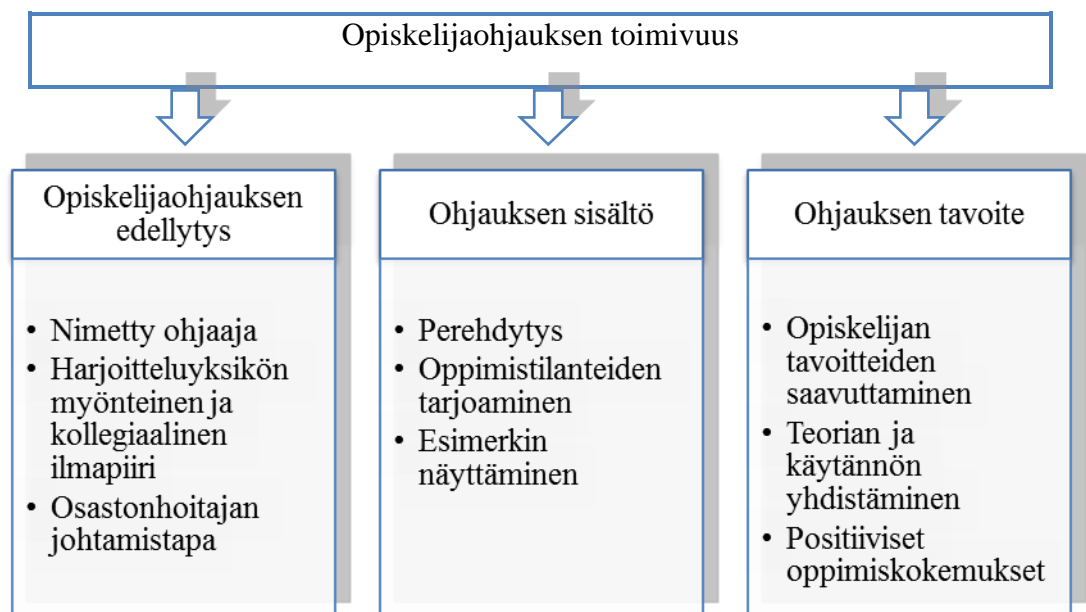 Opiskelijaohjauksen toimivuus
Opiskelijaohjauksen
edellytys
• Nimetty ohjaaja
• Harjoitteluyksikön
myönteinen ja
kollegiaalinen
ilmapiiri
• Osastonhoitajan
johtamistapa
Ohjauksen sisältö
• Perehdytys
• Oppimistilanteiden
tarjoaminen
• Esimerkin
näyttäminen
Ohjauksen tavoite
• Opiskelijan
tavoitteiden
saavuttaminen
• Teorian ja
käytännön
yhdistäminen
• Positiiviset
oppimiskokemukset